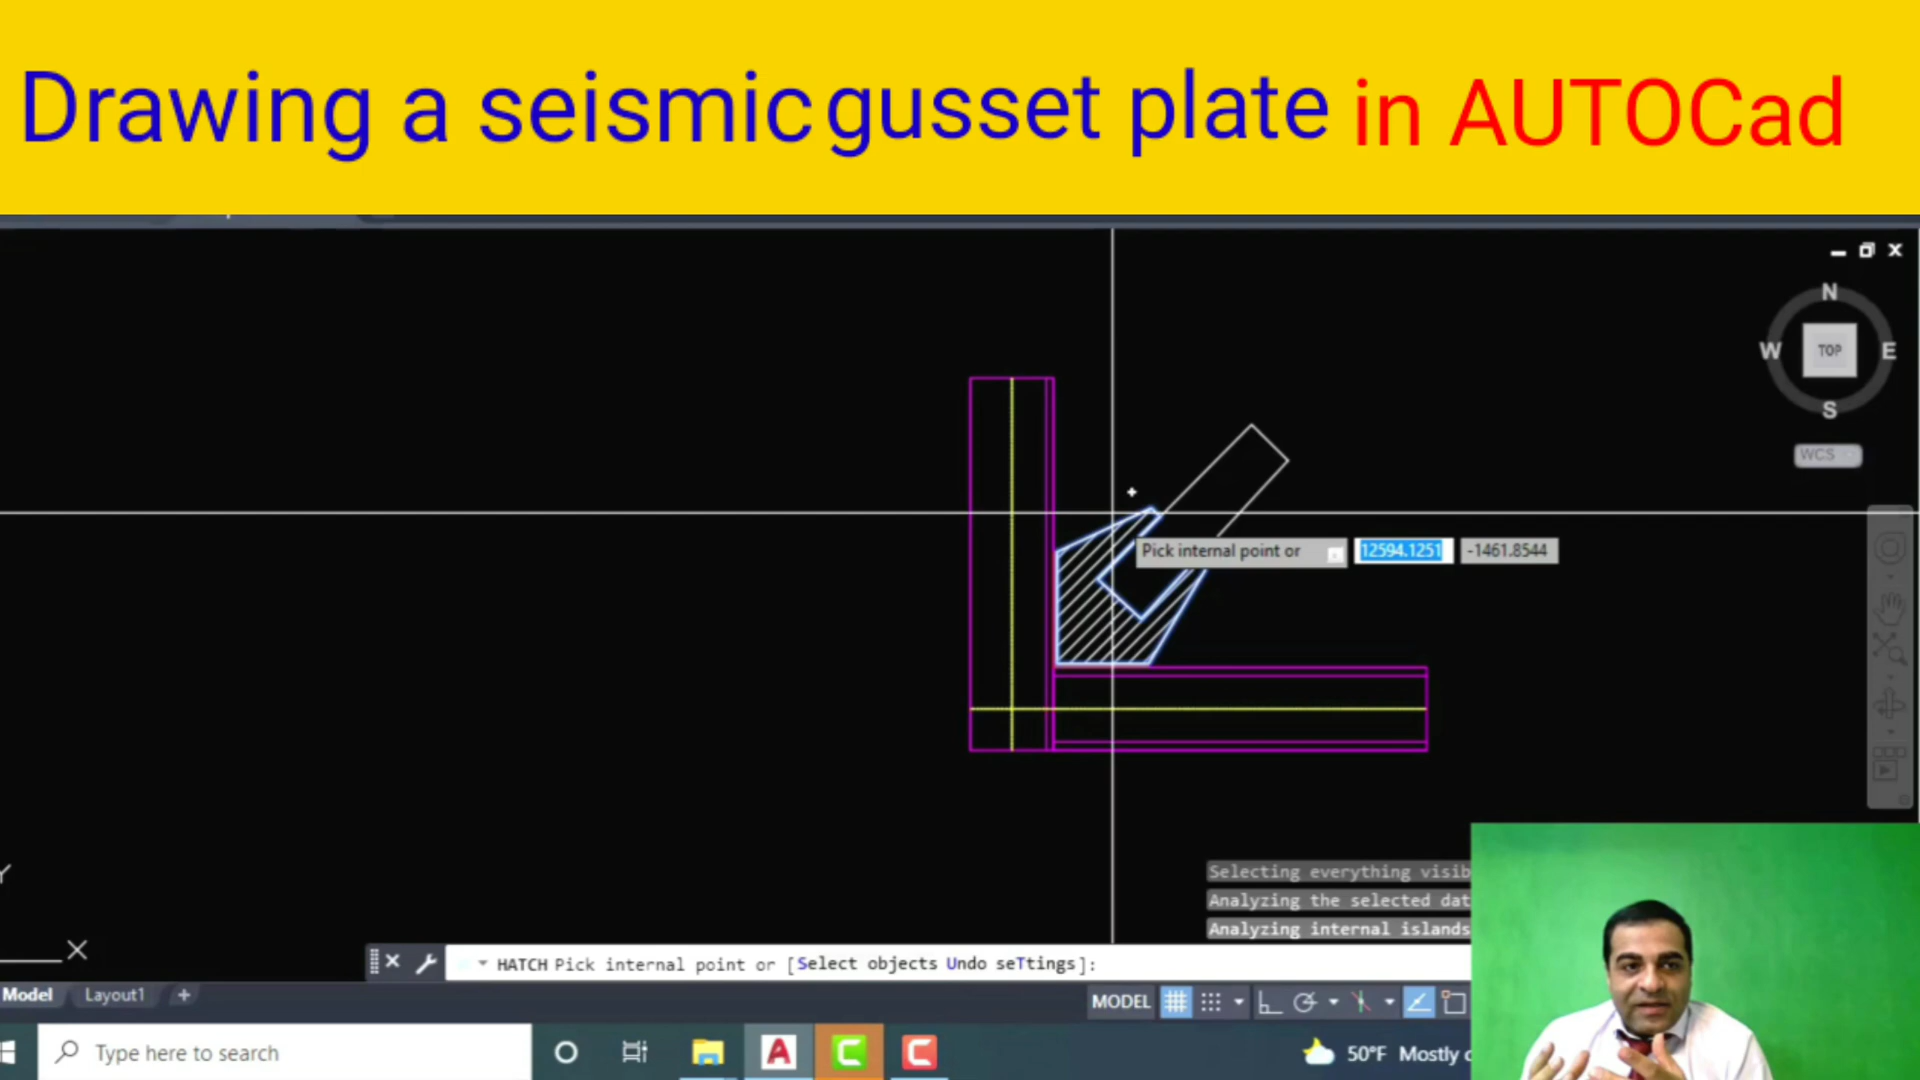 Drawing a seismic gusset plate in AUTOCad
N
W TOP E
S
WCS
Pick internal point or 12594.1251 -1461.8544
Selecting everything visib
Analyzing the selected dat
Analyzing internal islands
HATCH Pick internal point or [Select objects Undo seTtings]:
Model Layout1 +
MODEL
Type here to search
50°F Mostly c